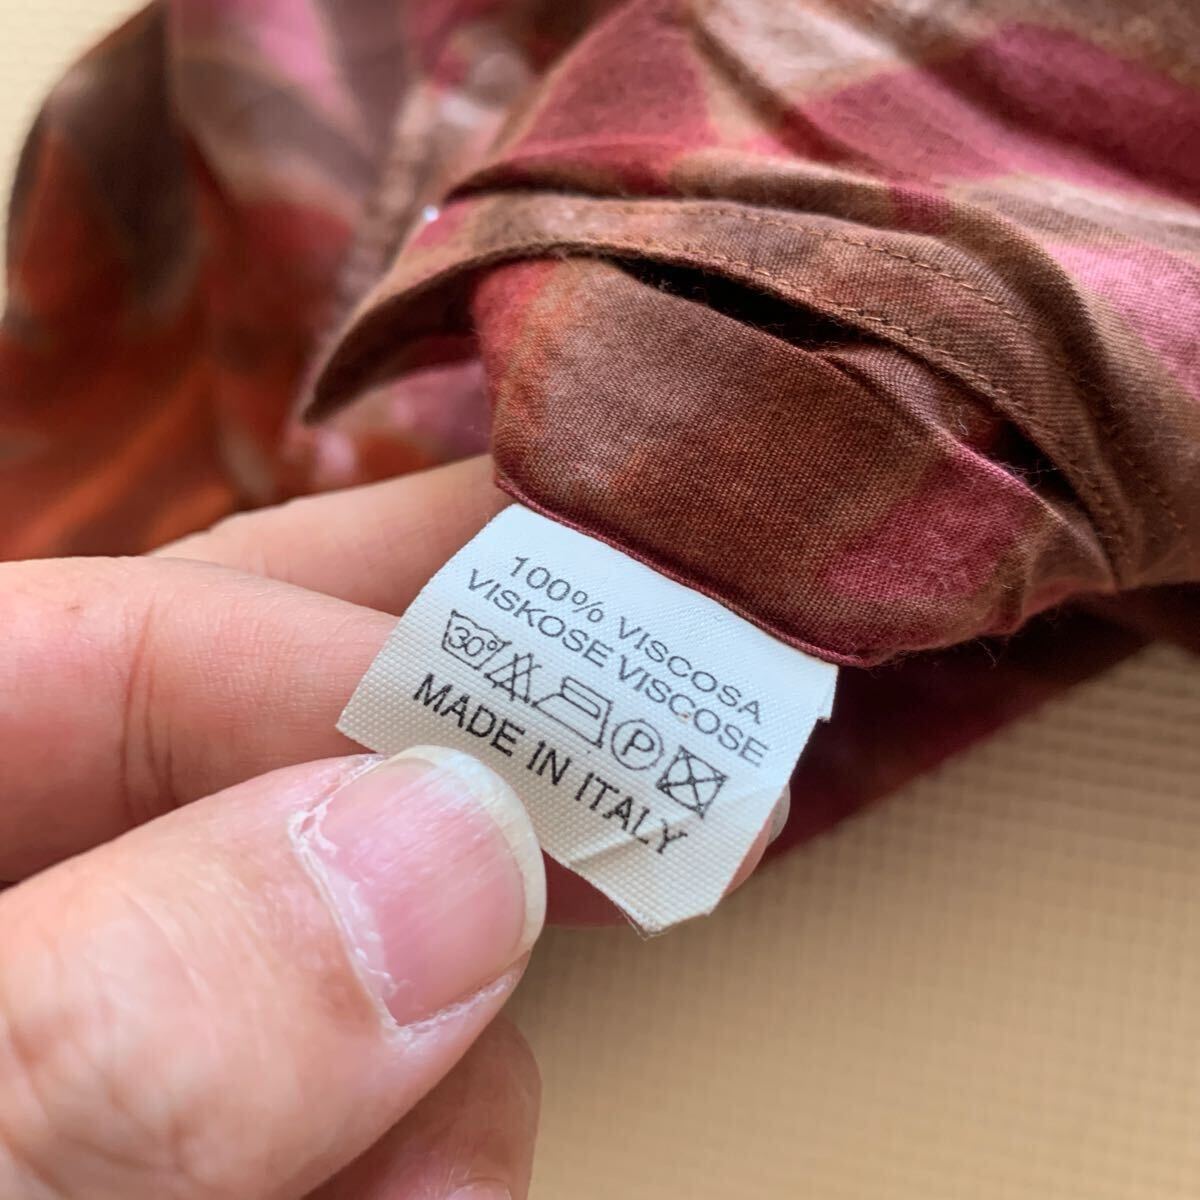 100% VISCOSA
VISKOSE VISCOSE
30° P
MADE IN ITALY